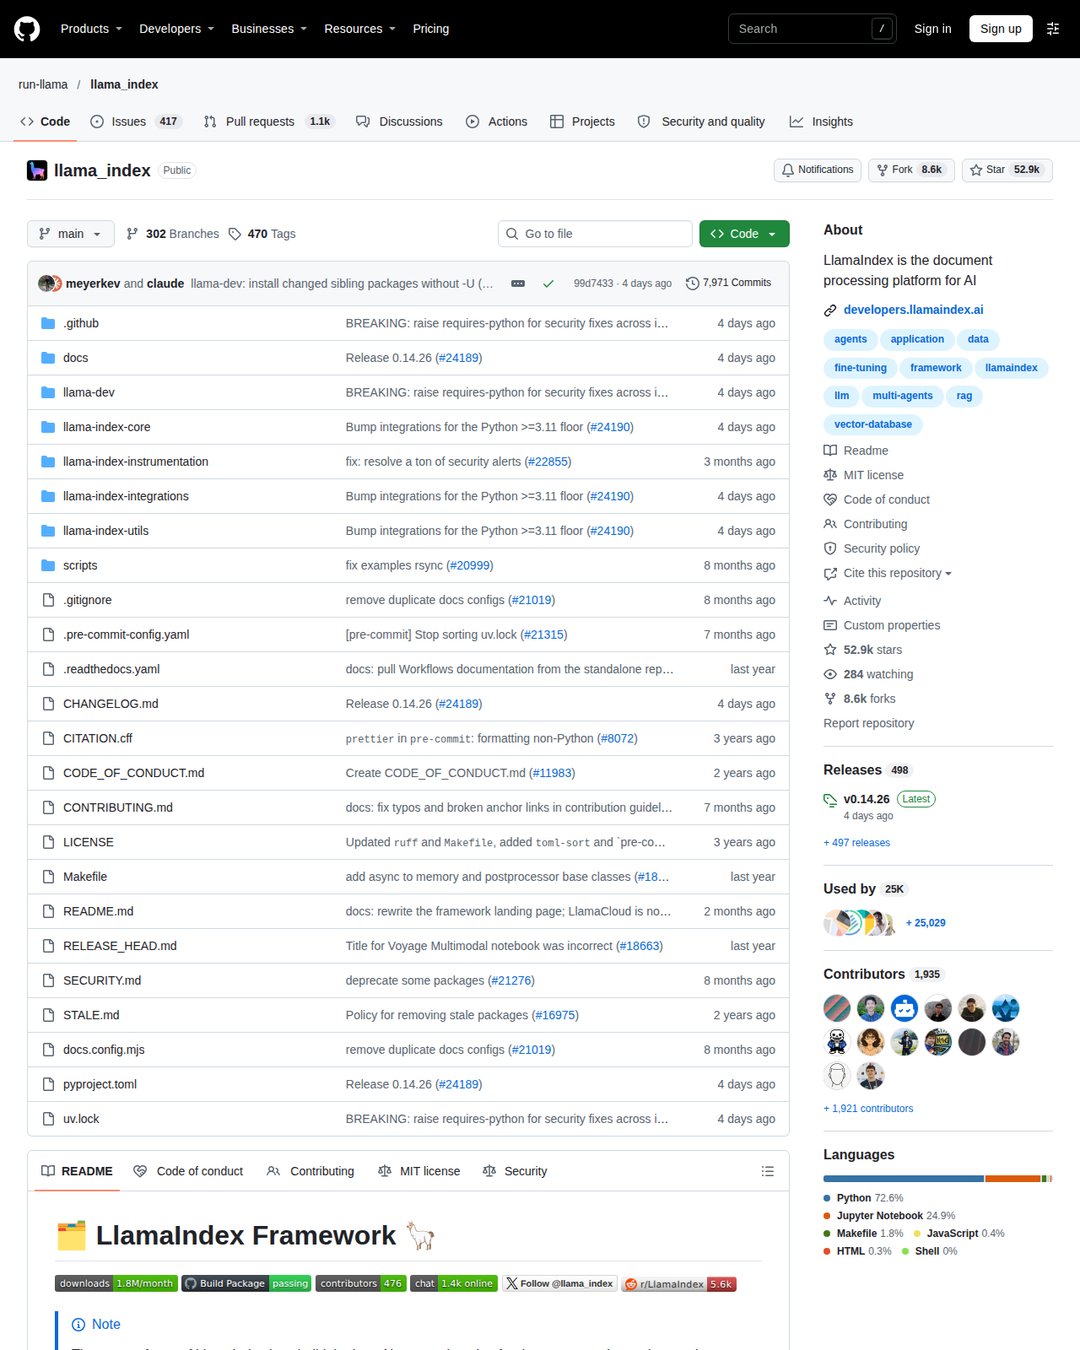 Products Developers Businesses Resources Pricing Search / Sign in Sign up
run-llama / llama_index
Code Issues 417 Pull requests 1.1k Discussions Actions Projects Security and quality Insights
llama_index Public Notifications Fork 8.6k Star 52.9k
main 302 Branches 470 Tags Go to file Code
meyerkev and claude llama-dev: install changed sibling packages without -U (… 99d7433 · 4 days ago 7,971 Commits
.github BREAKING: raise requires-python for security fixes across i… 4 days ago
docs Release 0.14.26 (#24189) 4 days ago
llama-dev BREAKING: raise requires-python for security fixes across i… 4 days ago
llama-index-core Bump integrations for the Python >=3.11 floor (#24190) 4 days ago
llama-index-instrumentation fix: resolve a ton of security alerts (#22855) 3 months ago
llama-index-integrations Bump integrations for the Python >=3.11 floor (#24190) 4 days ago
llama-index-utils Bump integrations for the Python >=3.11 floor (#24190) 4 days ago
scripts fix examples rsync (#20999) 8 months ago
.gitignore remove duplicate docs configs (#21019) 8 months ago
.pre-commit-config.yaml [pre-commit] Stop sorting uv.lock (#21315) 7 months ago
.readthedocs.yaml docs: pull Workflows documentation from the standalone rep… last year
CHANGELOG.md Release 0.14.26 (#24189) 4 days ago
CITATION.cff prettier in pre-commit: formatting non-Python (#8072) 3 years ago
CODE_OF_CONDUCT.md Create CODE_OF_CONDUCT.md (#11983) 2 years ago
CONTRIBUTING.md docs: fix typos and broken anchor links in contribution guidel… 7 months ago
LICENSE Updated ruff and Makefile, added toml-sort and `pre-co… 3 years ago
Makefile add async to memory and postprocessor base classes (#18… last year
README.md docs: rewrite the framework landing page; LlamaCloud is no… 2 months ago
RELEASE_HEAD.md Title for Voyage Multimodal notebook was incorrect (#18663) last year
SECURITY.md deprecate some packages (#21276) 8 months ago
STALE.md Policy for removing stale packages (#16975) 2 years ago
docs.config.mjs remove duplicate docs configs (#21019) 8 months ago
pyproject.toml Release 0.14.26 (#24189) 4 days ago
uv.lock BREAKING: raise requires-python for security fixes across i… 4 days ago
README Code of conduct Contributing MIT license Security
LlamaIndex Framework
downloads 1.8M/month Build Package passing contributors 476 chat 1.4k online Follow @llama_index r/LlamaIndex 5.6k
Note
About
LlamaIndex is the document
processing platform for AI
developers.llamaindex.ai
agents application data
fine-tuning framework llamaindex
llm multi-agents rag
vector-database
Readme
MIT license
Code of conduct
Contributing
Security policy
Cite this repository
Activity
Custom properties
52.9k stars
284 watching
8.6k forks
Report repository
Releases 498
v0.14.26 Latest
4 days ago
+ 497 releases
Used by 25K
+ 25,029
Contributors 1,935
+ 1,921 contributors
Languages
Python 72.6%
Jupyter Notebook 24.9%
Makefile 1.8% JavaScript 0.4%
HTML 0.3% Shell 0%